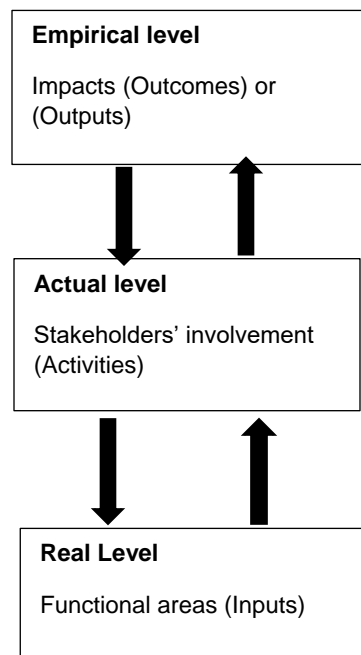 Empirical level
Impacts (Outcomes) or
(Outputs)
Actual level
Stakeholders’ involvement
(Activities)
Real Level
Functional areas (Inputs)